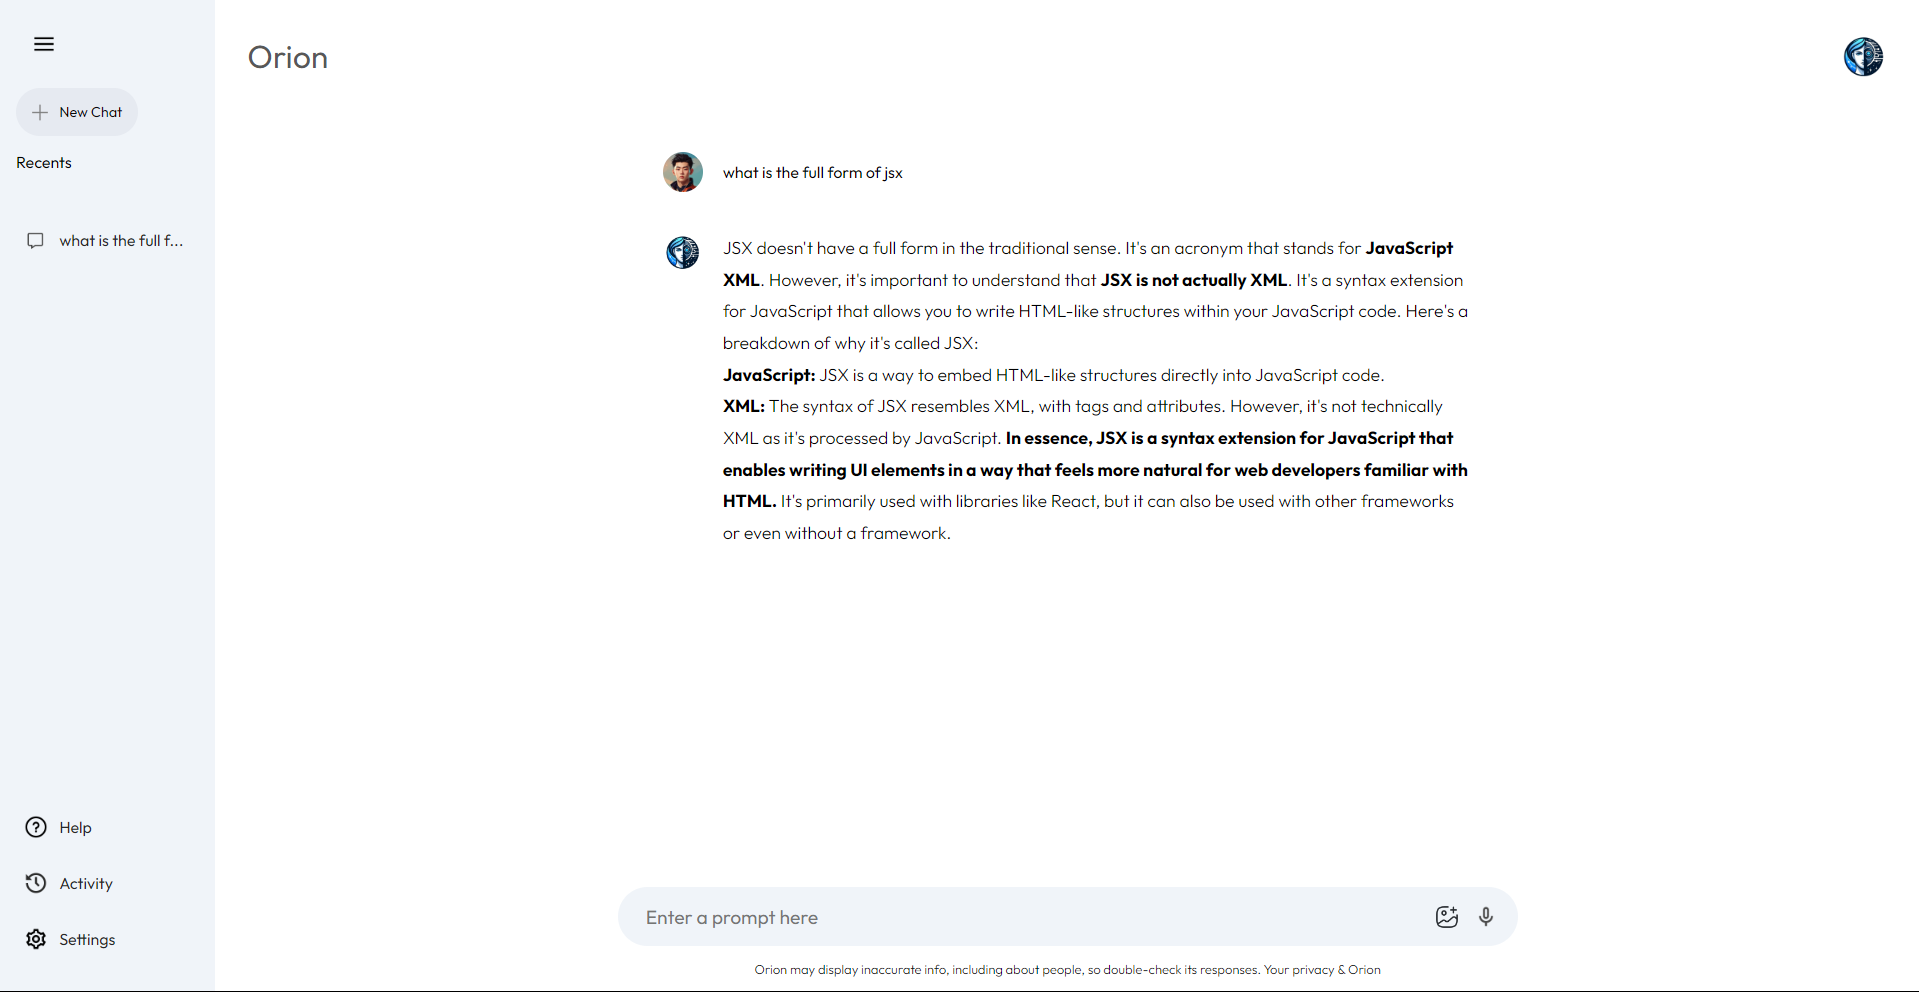 Orion
New Chat
Recents
what is the full f...
what is the full form of jsx
JSX doesn't have a full form in the traditional sense. It's an acronym that stands for JavaScript
XML. However, it's important to understand that JSX is not actually XML. It's a syntax extension
for JavaScript that allows you to write HTML-like structures within your JavaScript code. Here's a
breakdown of why it's called JSX:
JavaScript: JSX is a way to embed HTML-like structures directly into JavaScript code.
XML: The syntax of JSX resembles XML, with tags and attributes. However, it's not technically
XML as it's processed by JavaScript. In essence, JSX is a syntax extension for JavaScript that
enables writing UI elements in a way that feels more natural for web developers familiar with
HTML. It's primarily used with libraries like React, but it can also be used with other frameworks
or even without a framework.
Help
Activity
Settings
Enter a prompt here
Orion may display inaccurate info, including about people, so double-check its responses. Your privacy & Orion